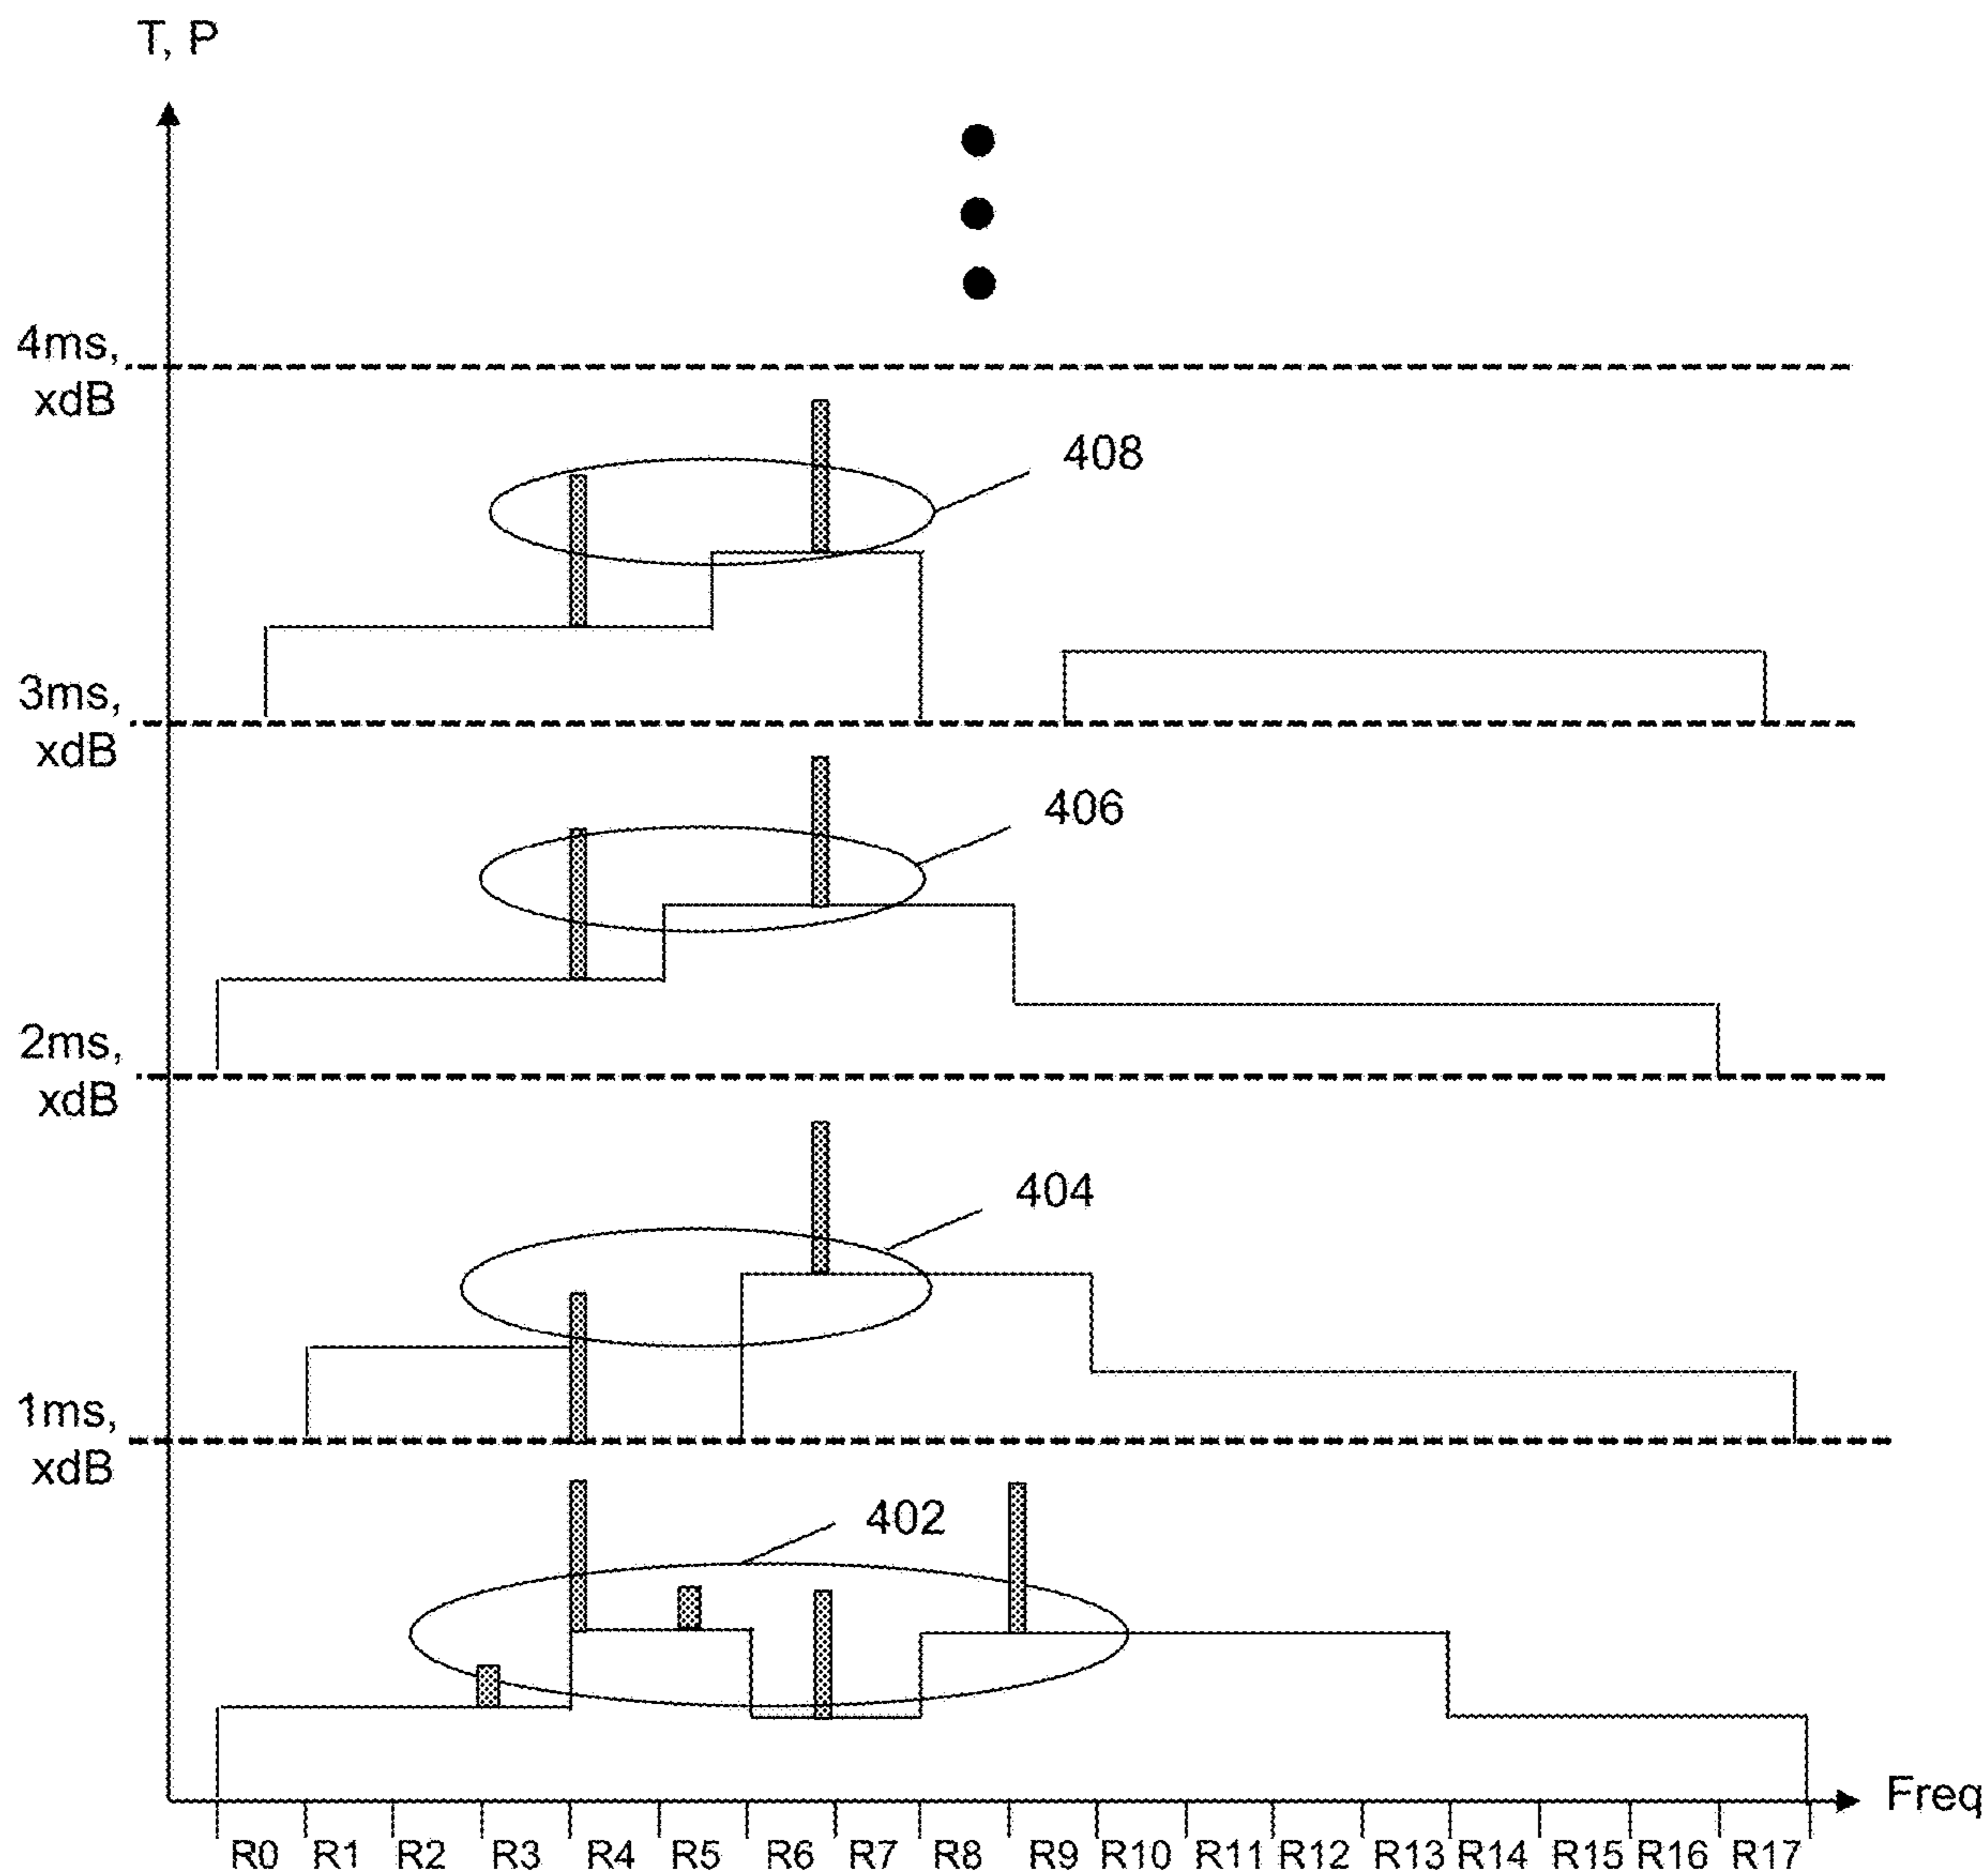 T, P
4ms,
xdB
408
3ms,
xdB
406
2ms,
xdB
404
1ms,
xdB
402
Freq
R0 R1 R2 R3 R4 R5 R6 R7 R8 R9 R10 R11 R12 R13 R14 R15 R16 R17